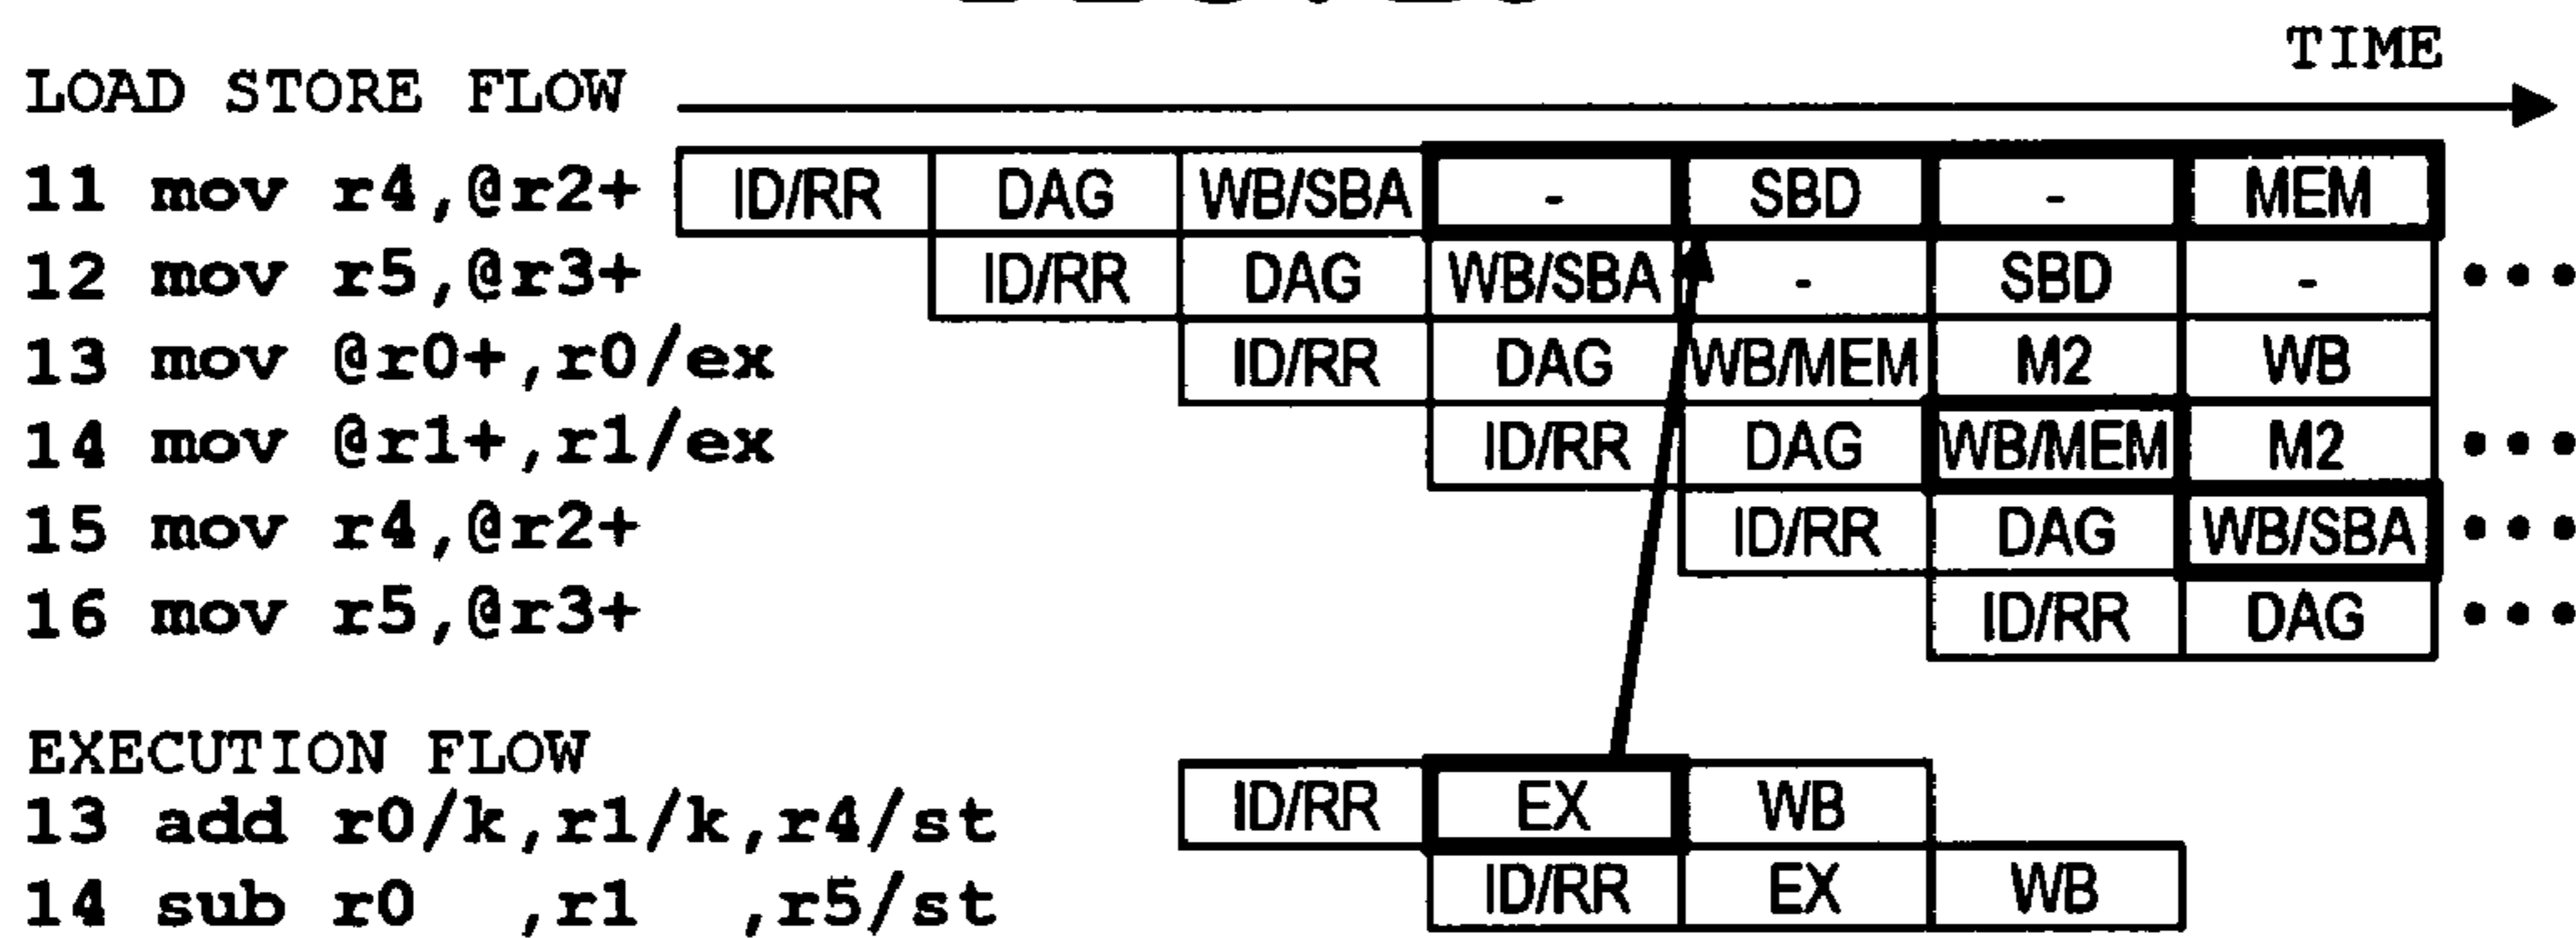 TIME
LOAD STORE FLOW
11 mov r4,@r2+ ID/RR DAG WB/SBA - SBD - MEM
12 mov r5,@r3+ ID/RR DAG WB/SBA - SBD - •••
13 mov @r0+,r0/ex ID/RR DAG WB/MEM M2 WB
14 mov @r1+,r1/ex ID/RR DAG WB/MEM M2 •••
15 mov r4,@r2+ ID/RR DAG WB/SBA •••
16 mov r5,@r3+ ID/RR DAG •••
EXECUTION FLOW
13 add r0/k,r1/k,r4/st ID/RR EX WB
14 sub r0 ,r1 ,r5/st ID/RR EX WB